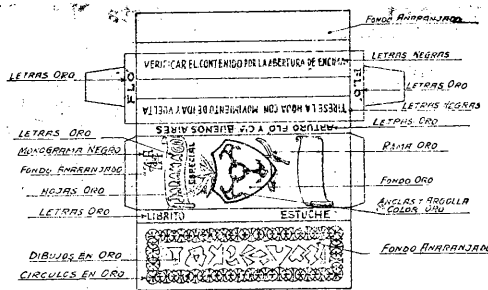 FONDO AÑARANJADO
VERIFICAR EL CONTENIDO POR LA ABERTURA DE ENCIMA
LETRAS NEGRAS
LETRAS ORO
FLO
FLO
LETRAS ORO
TIRESE LA HOJA CON MOVIMIENTO DE IDA Y VUELTA
LETRAS NEGRAS
ARTURO FLO Y CIA BUENOS AIRES
LETRAS ORO
LETRAS ORO
MONOGRAMA NEGRO
ESPECIAL
RAMA ORO
FONDO ANARANJADO
FONDO ORO
HOJAS ORO
ANCLAS Y ARGOLLA
COLOR ORO
LETRAS ORO
LIBRITO
ESTUCHE
DIBUJOS EN ORO
FONDO ANARANJADO
CIRCULOS EN ORO